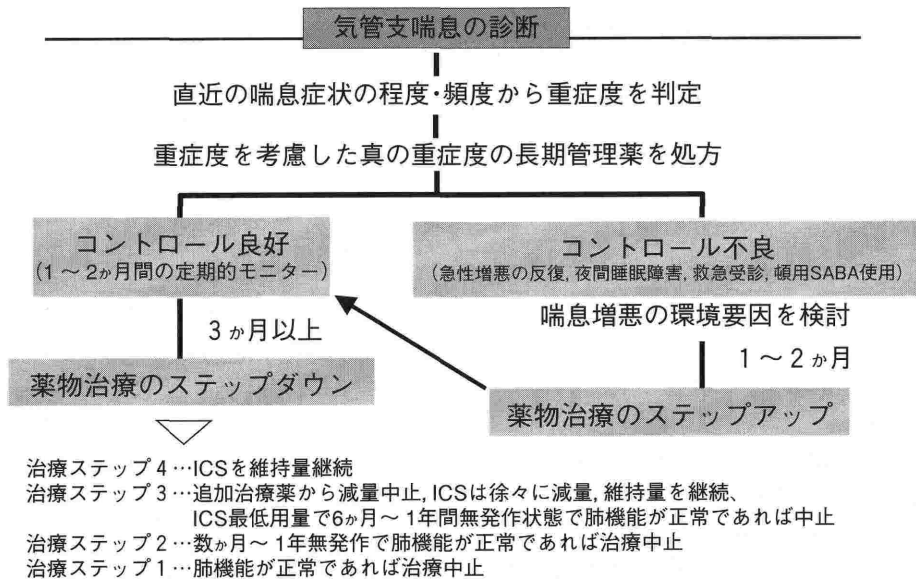 気管支喘息の診断
直近の喘息症状の程度・頻度から重症度を判定
重症度を考慮した真の重症度の長期管理薬を処方
コントロール良好
(1～2か月間の定期的モニター)
コントロール不良
(急性増悪の反復, 夜間睡眠障害, 救急受診, 頓用SABA使用)
喘息増悪の環境要因を検討
3か月以上
1～2か月
薬物治療のステップダウン
薬物治療のステップアップ
治療ステップ4…ICSを維持量継続
治療ステップ3…追加治療薬から減量中止, ICSは徐々に減量, 維持量を継続、
ICS最低用量で6か月～1年間無発作状態で肺機能が正常であれば中止
治療ステップ2…数か月～1年無発作で肺機能が正常であれば治療中止
治療ステップ1…肺機能が正常であれば治療中止